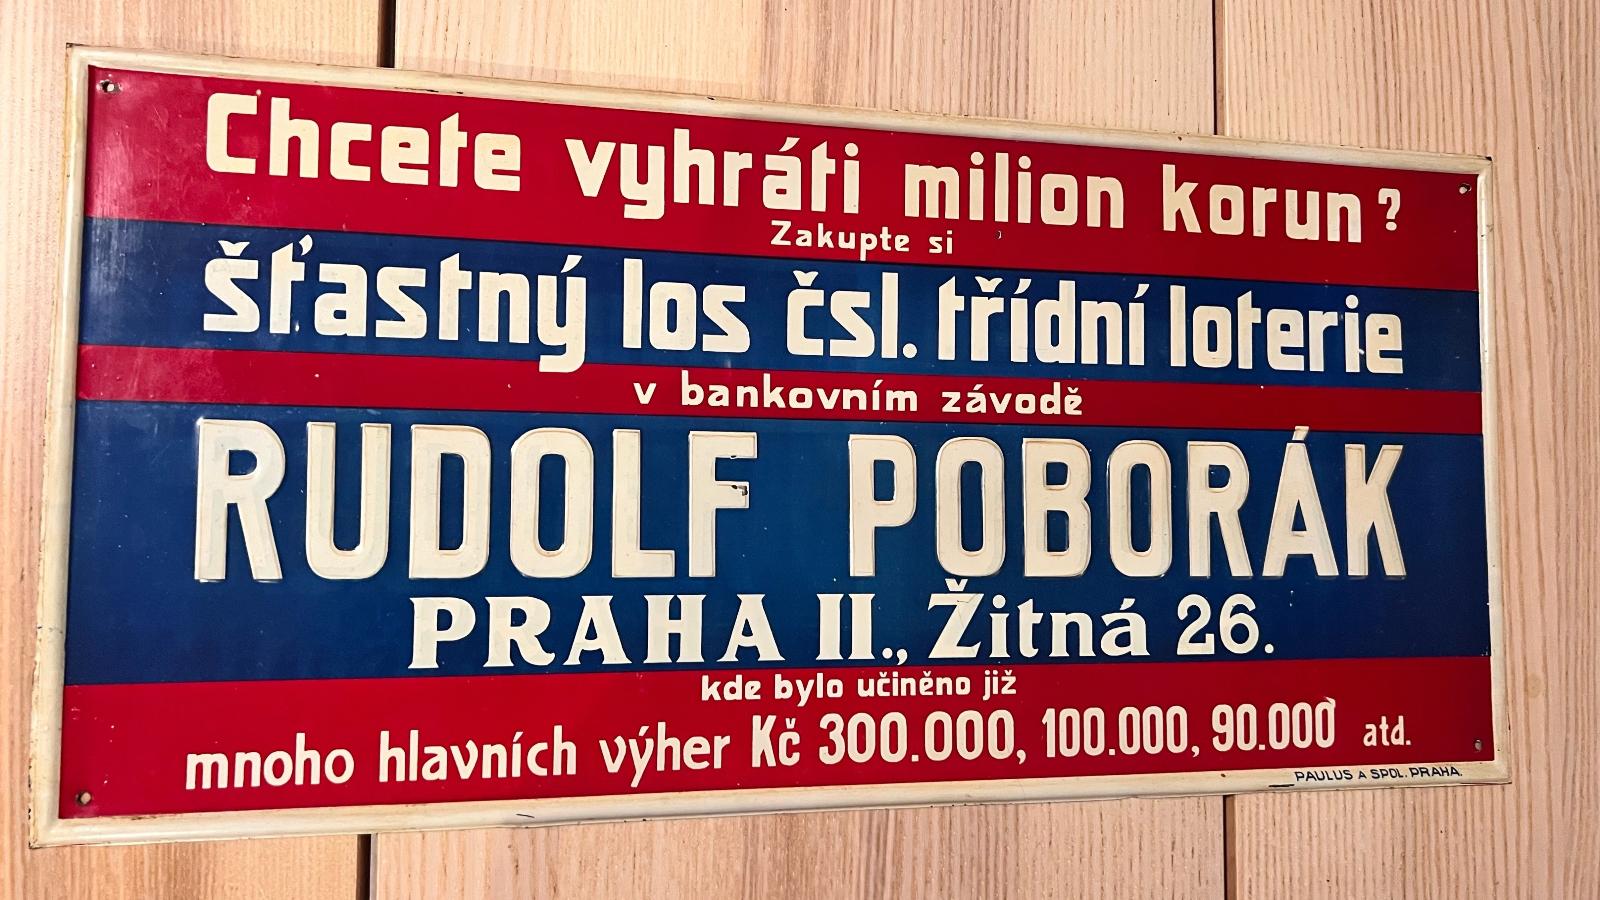 Chcete vyhráti milion korun?
Zakupte si
šťastný los čsl. třídní loterie
v bankovním závodě
RUDOLF POBORÁK
PRAHA II., Žitná 26.
kde bylo učiněno již
mnoho hlavních výher Kč 300.000, 100.000, 90.000 atd.
PAULUS A SPOL. PRAHA.